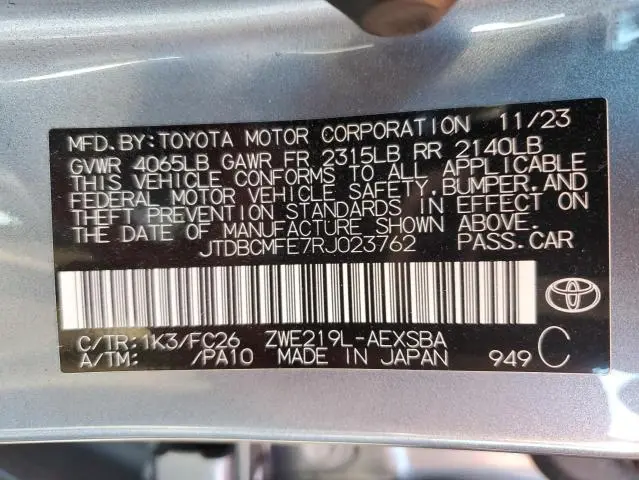 MFD.BY:TOYOTA MOTOR CORPORATION 11/23
GVWR 4065LB GAWR FR 2315LB RR 2140LB
THIS VEHICLE CONFORMS TO ALL APPLICABLE
FEDERAL MOTOR VEHICLE SAFETY,BUMPER,AND
THEFT PREVENTION STANDARDS IN EFFECT ON
THE DATE OF MANUFACTURE SHOWN ABOVE.
JTDBCMFE7RJ023762 PASS.CAR
C/TR:1K3/FC26 ZWE219L-AEXSBA
A/TM: /PA10 MADE IN JAPAN 949 C